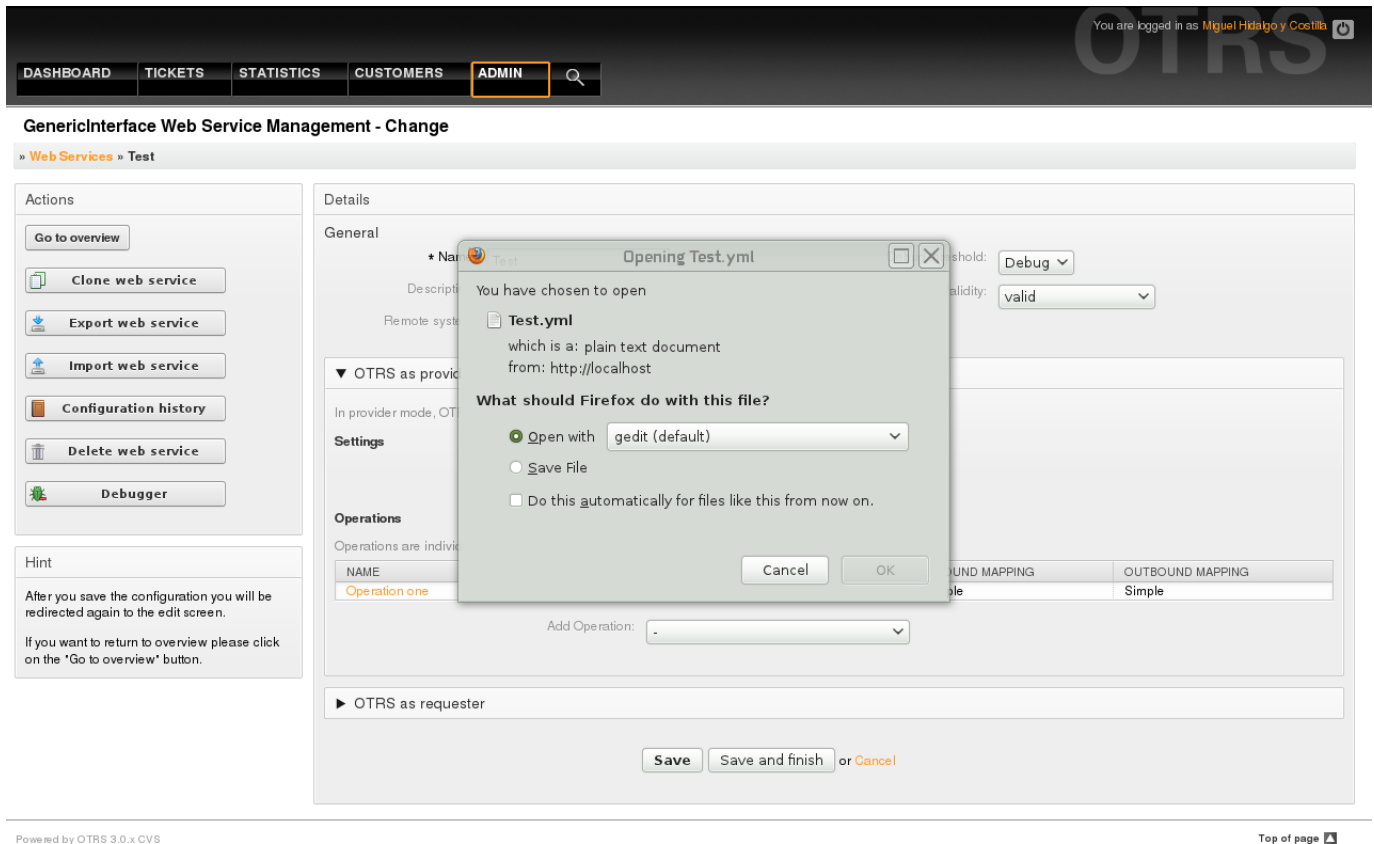 OTRS
You are logged in as Miguel Hidalgo y Costilla
DASHBOARD TICKETS STATISTICS CUSTOMERS ADMIN
GenericInterface Web Service Management - Change
» Web Services » Test
Actions
Go to overview
Clone web service
Export web service
Import web service
Configuration history
Delete web service
Debugger
Hint
After you save the configuration you will be
redirected again to the edit screen.
If you want to return to overview please click
on the "Go to overview" button.
Details
General
* Nam
Test
Descripti
Remote syste
shold: Debug
alidity: valid
Opening Test.yml
You have chosen to open
Test.yml
which is a: plain text document
from: http://localhost
What should Firefox do with this file?
Open with gedit (default)
Save File
Do this automatically for files like this from now on.
Cancel OK
▼ OTRS as provid
In provider mode, OT
Settings
Operations
Operations are individ
NAME UND MAPPING OUTBOUND MAPPING
Operation one ple Simple
Add Operation: -
► OTRS as requester
Save Save and finish or Cancel
Powered by OTRS 3.0.x CVS
Top of page